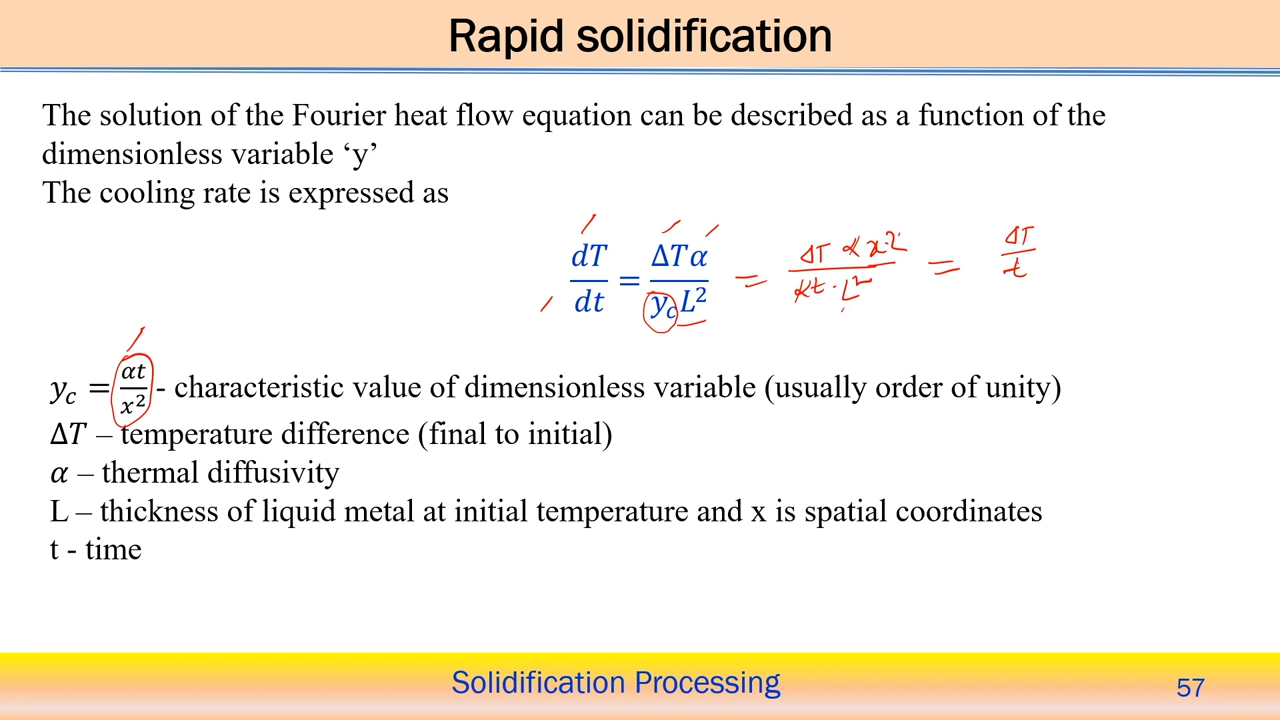 Rapid solidification
The solution of the Fourier heat flow equation can be described as a function of the
dimensionless variable ‘y’
The cooling rate is expressed as
dT/dt = ΔTα/y_c L² = ΔT α x²/αt · L² = ΔT/t
y_c = αt/x² - characteristic value of dimensionless variable (usually order of unity)
ΔT – temperature difference (final to initial)
α – thermal diffusivity
L – thickness of liquid metal at initial temperature and x is spatial coordinates
t - time
Solidification Processing
57